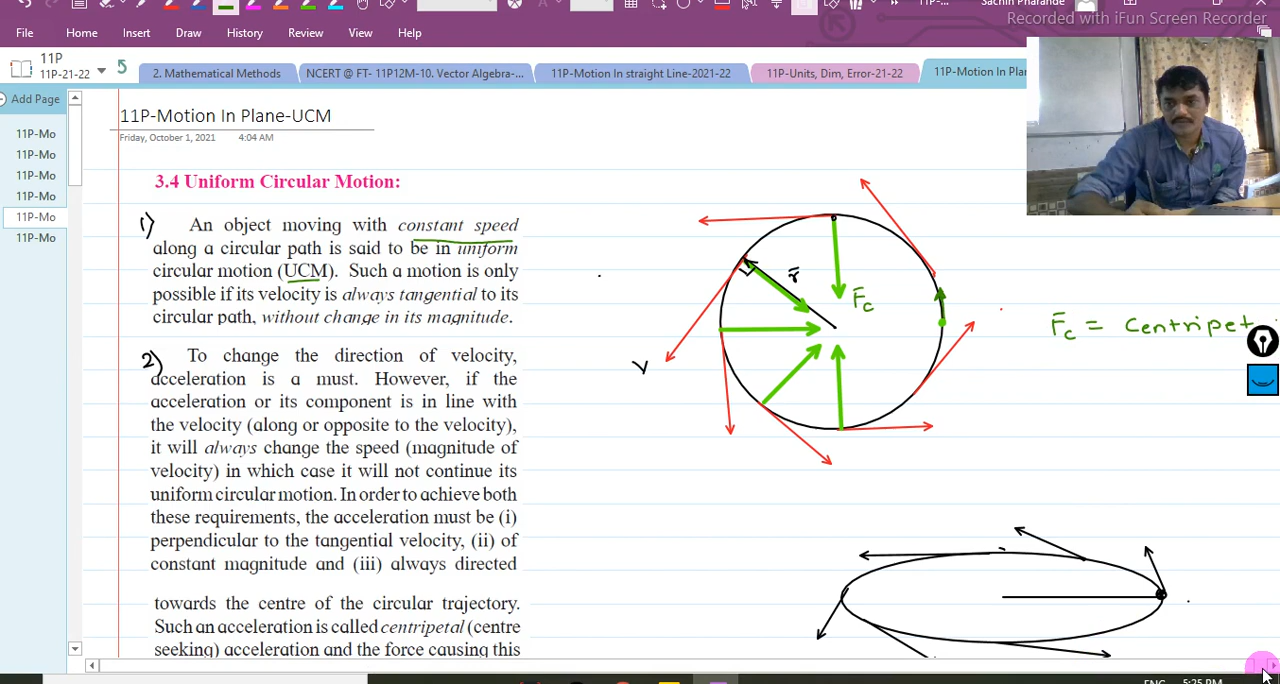 11P-...
Sachin Pharande
Recorded with iFun Screen Recorder
File Home Insert Draw History Review View Help
11P
11P-21-22
2. Mathematical Methods
NCERT @ FT- 11P12M-10. Vector Algebra-...
11P-Motion In straight Line-2021-22
11P-Units, Dim, Error-21-22
11P-Motion In Plan
Add Page
11P-Mo
11P-Mo
11P-Mo
11P-Mo
11P-Mo
11P-Mo
11P-Motion In Plane-UCM
Friday, October 1, 2021 4:04 AM
3.4 Uniform Circular Motion:
1) An object moving with constant speed
along a circular path is said to be in uniform
circular motion (UCM). Such a motion is only
possible if its velocity is always tangential to its
circular path, without change in its magnitude.
2) To change the direction of velocity,
acceleration is a must. However, if the
acceleration or its component is in line with
the velocity (along or opposite to the velocity),
it will always change the speed (magnitude of
velocity) in which case it will not continue its
uniform circular motion. In order to achieve both
these requirements, the acceleration must be (i)
perpendicular to the tangential velocity, (ii) of
constant magnitude and (iii) always directed
towards the centre of the circular trajectory.
Such an acceleration is called centripetal (centre
seeking) acceleration and the force causing this
r̄
Fc
V
Fc = Centripet
ENG 5:25 PM